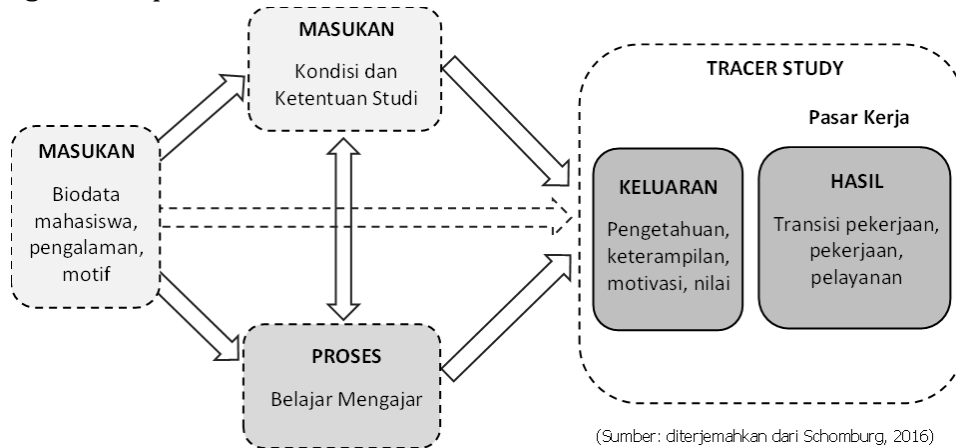 MASUKAN
Kondisi dan
Ketentuan Studi
MASUKAN
Biodata
mahasiswa,
pengalaman,
motif
PROSES
Belajar Mengajar
TRACER STUDY
Pasar Kerja
KELUARAN
Pengetahuan,
keterampilan,
motivasi, nilai
HASIL
Transisi pekerjaan,
pekerjaan,
pelayanan
(Sumber: diterjemahkan dari Schomburg, 2016)